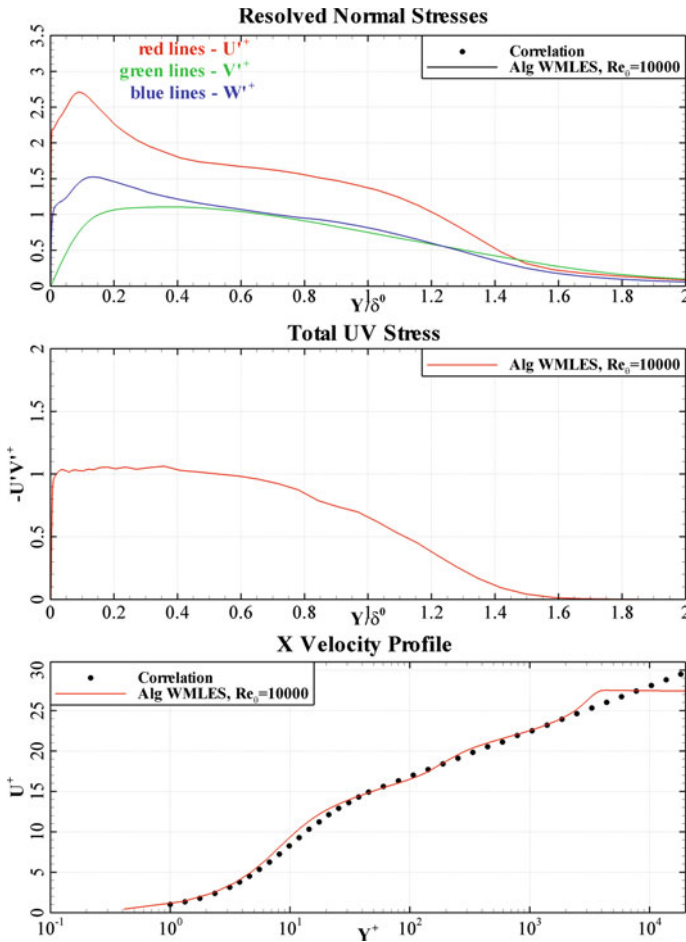 Resolved Normal Stresses
red lines - U'+
green lines - V'+
blue lines - W'+
Correlation
Alg WMLES, Reθ=10000
3.5
3
2.5
2
1.5
1
0.5
0
0 0.2 0.4 0.6 0.8 1 1.2 1.4 1.6 1.8 2
Y/δ⁰
Total UV Stress
Alg WMLES, Reθ=10000
-U'V'+
2
1.5
1
0.5
0
0 0.2 0.4 0.6 0.8 1 1.2 1.4 1.6 1.8 2
Y/δ⁰
X Velocity Profile
Correlation
Alg WMLES, Reθ=10000
U+
30
25
20
15
10
5
0
10⁻¹ 10⁰ 10¹ 10² 10³ 10⁴
Y+